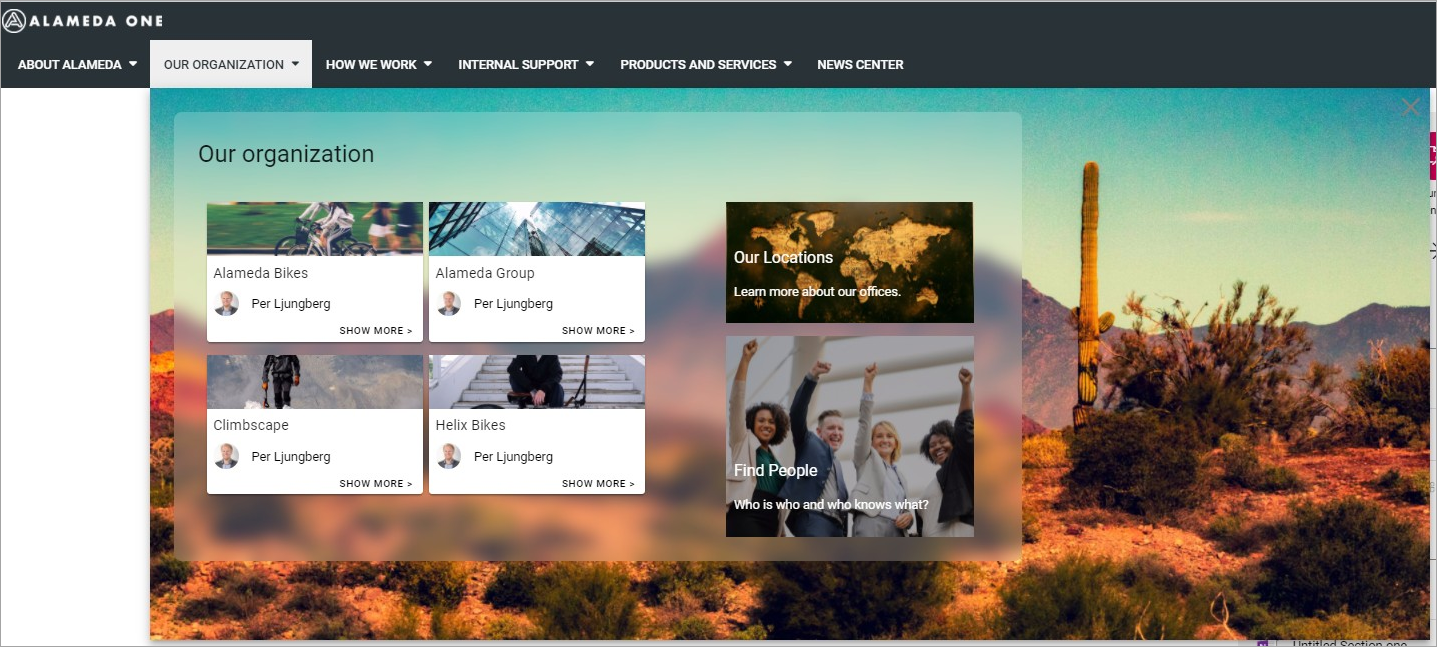 ALAMEDA ONE
ABOUT ALAMEDA
OUR ORGANIZATION
HOW WE WORK
INTERNAL SUPPORT
PRODUCTS AND SERVICES
NEWS CENTER
Our organization
Alameda Bikes
Per Ljungberg
SHOW MORE >
Alameda Group
Per Ljungberg
SHOW MORE >
Climbscape
Per Ljungberg
SHOW MORE >
Helix Bikes
Per Ljungberg
SHOW MORE >
Our Locations
Learn more about our offices.
Find People
Who is who and who knows what?
Untitled Section one